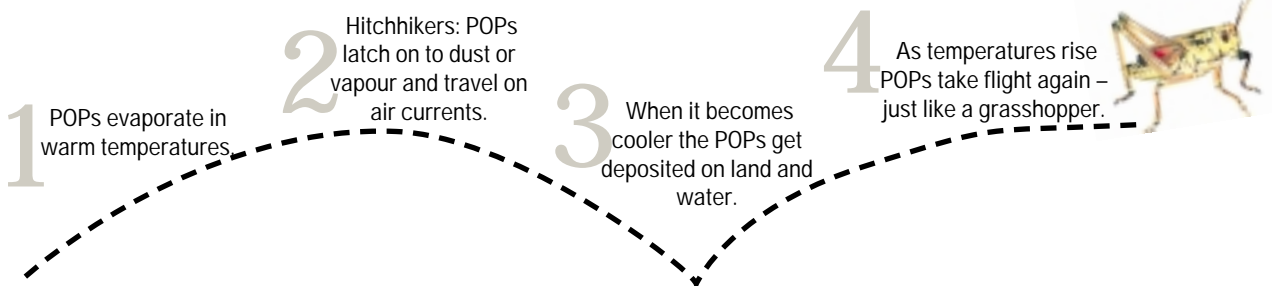 1
POPs evaporate in
warm temperatures.
2
Hitchhikers: POPs
latch on to dust or
vapour and travel on
air currents.
3
When it becomes
cooler the POPs get
deposited on land and
water.
4
As temperatures rise
POPs take flight again –
just like a grasshopper.